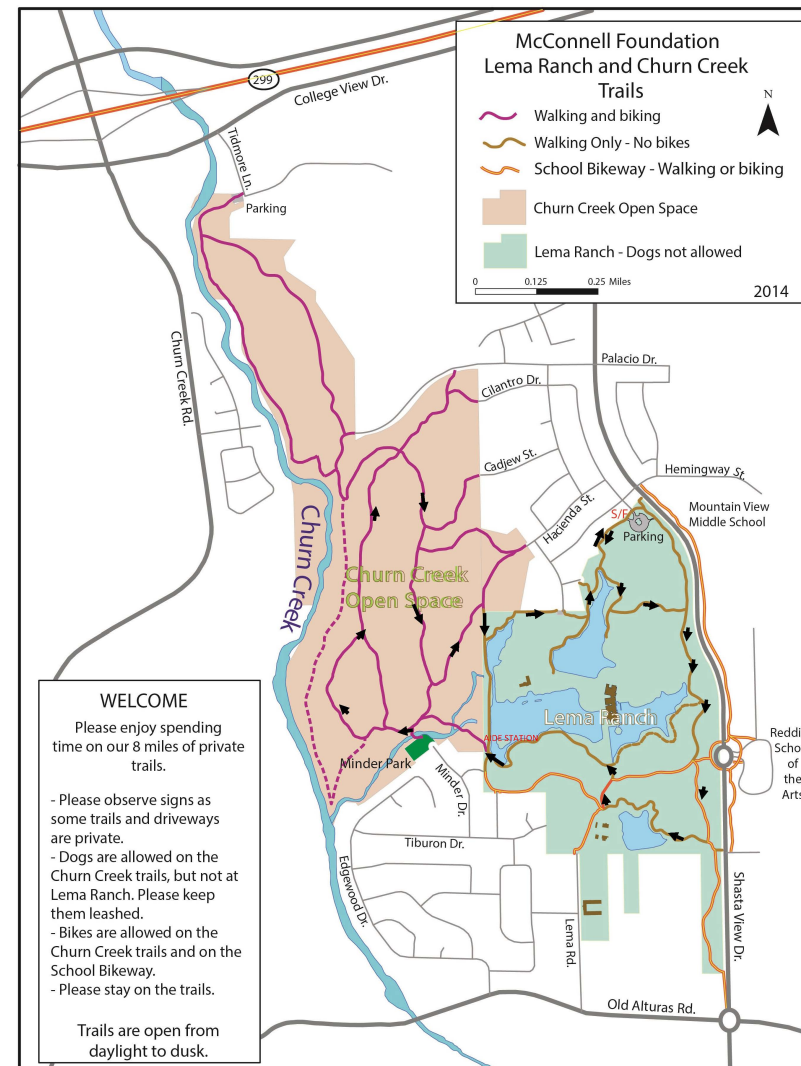 McConnell Foundation
Lema Ranch and Churn Creek
Trails
Walking and biking
Walking Only - No bikes
School Bikeway - Walking or biking
Churn Creek Open Space
Lema Ranch - Dogs not allowed
0 0.125 0.25 Miles
2014
N
299
College View Dr.
Tidmore Ln.
Parking
Churn Creek Rd.
Palacio Dr.
Cilantro Dr.
Cadjew St.
Hemingway St.
Hacienda St.
S/F
Parking
Mountain View
Middle School
Churn Creek
Churn Creek
Open Space
Lema Ranch
AIDE STATION
Minder Park
Minder Dr.
Reddi
Scho
of
the
Arts
Tiburon Dr.
Edgewood Dr.
Lema Rd.
Shasta View Dr.
Old Alturas Rd.
WELCOME
Please enjoy spending
time on our 8 miles of private
trails.
- Please observe signs as
some trails and driveways
are private.
- Dogs are allowed on the
Churn Creek trails, but not at
Lema Ranch. Please keep
them leashed.
- Bikes are allowed on the
Churn Creek trails and on the
School Bikeway.
- Please stay on the trails.
Trails are open from
daylight to dusk.